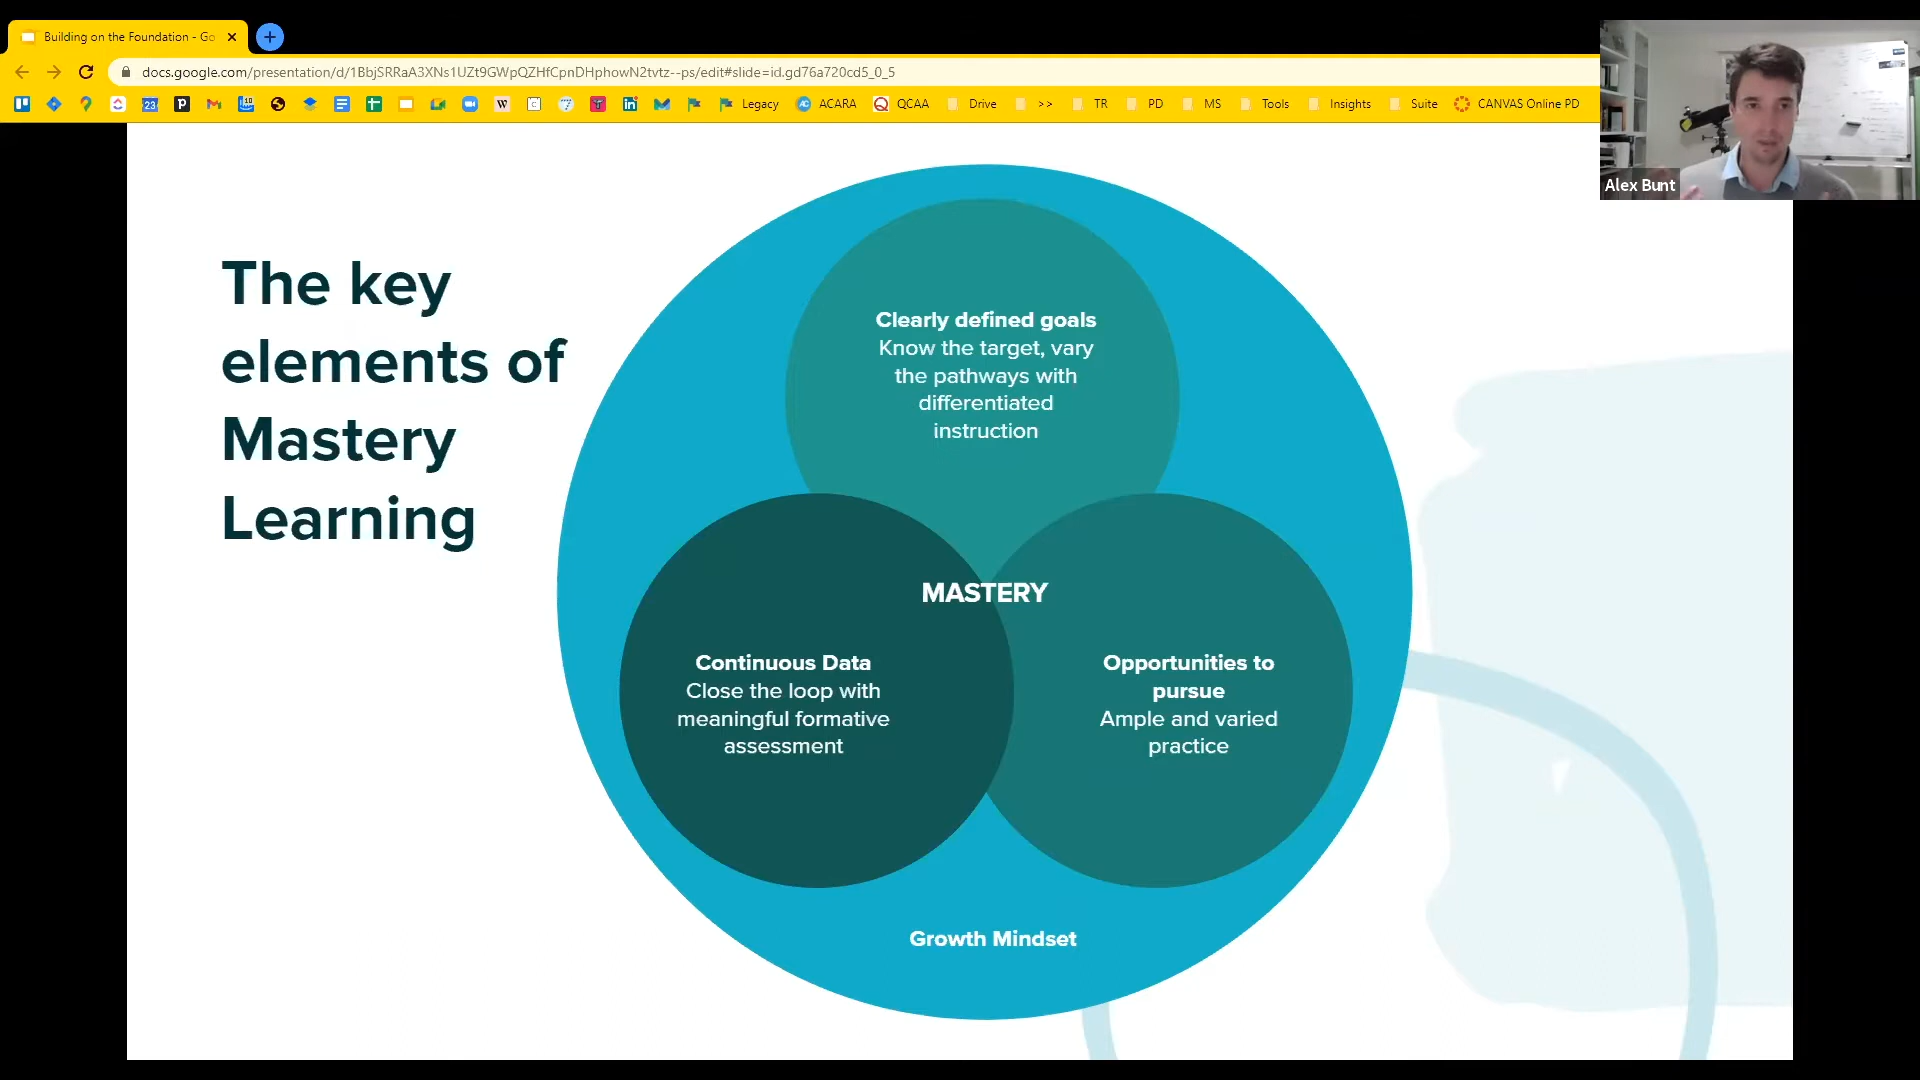 Building on the Foundation - Go
docs.google.com/presentation/d/1BbjSRRaA3XNs1UZt9GWpQZHfCpnDHphowN2tvtz--ps/edit#slide=id.gd76a720cd5_0_5
Legacy ACARA QCAA Drive >> TR PD MS Tools Insights Suite CANVAS Online PD
Alex Bunt
The key
elements of
Mastery
Learning
Clearly defined goals
Know the target, vary
the pathways with
differentiated
instruction
MASTERY
Continuous Data
Close the loop with
meaningful formative
assessment
Opportunities to
pursue
Ample and varied
practice
Growth Mindset